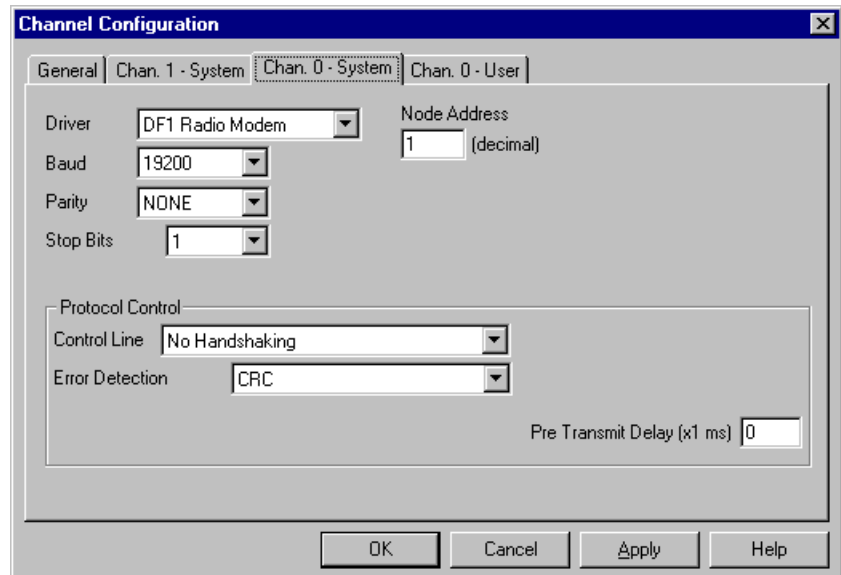 Channel Configuration
General
Chan. 1 - System
Chan. 0 - System
Chan. 0 - User
Driver
DF1 Radio Modem
Node Address
1
(decimal)
Baud
19200
Parity
NONE
Stop Bits
1
Protocol Control
Control Line
No Handshaking
Error Detection
CRC
Pre Transmit Delay (x1 ms)
0
OK
Cancel
Apply
Help